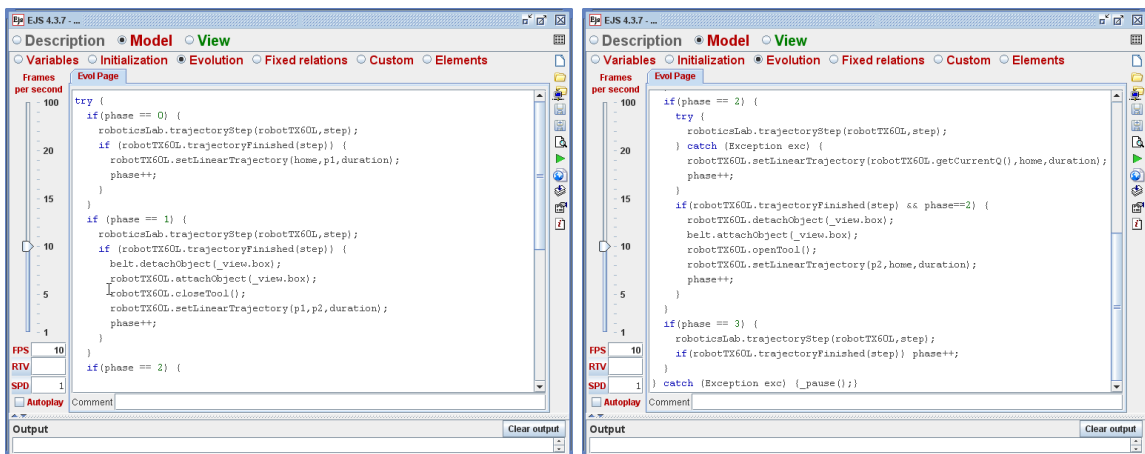 EJS 4.3.7 - ...
Description Model View
Variables Initialization Evolution Fixed relations Custom Elements
Frames per second
Evol Page
100
20
15
10
5
1
FPS 10
RTV
SPD 1
Autoplay
try {
if(phase == 0) {
roboticsLab.trajectoryStep(robotTX60L,step);
if (robotTX60L.trajectoryFinished(step)) {
robotTX60L.setLinearTrajectory(home,p1,duration);
phase++;
}
}
if (phase == 1) {
roboticsLab.trajectoryStep(robotTX60L,step);
if (robotTX60L.trajectoryFinished(step)) {
belt.detachObject(_view.box);
robotTX60L.attachObject(_view.box);
robotTX60L.closeTool();
robotTX60L.setLinearTrajectory(p1,p2,duration);
phase++;
}
}
if(phase == 2) {
Comment
Output Clear output
EJS 4.3.7 - ...
Description Model View
Variables Initialization Evolution Fixed relations Custom Elements
Frames per second
Evol Page
100
20
15
10
5
1
FPS 10
RTV
SPD 1
Autoplay
if(phase == 2) {
try {
roboticsLab.trajectoryStep(robotTX60L,step);
} catch (Exception exc) {
robotTX60L.setLinearTrajectory(robotTX60L.getCurrentQ(),home,duration);
phase++;
}
if(robotTX60L.trajectoryFinished(step) && phase==2) {
robotTX60L.detachObject(_view.box);
belt.attachObject(_view.box);
robotTX60L.openTool();
robotTX60L.setLinearTrajectory(p2,home,duration);
phase++;
}
}
if(phase == 3) {
roboticsLab.trajectoryStep(robotTX60L,step);
if(robotTX60L.trajectoryFinished(step)) phase++;
}
} catch (Exception exc) {_pause();}
Comment
Output Clear output